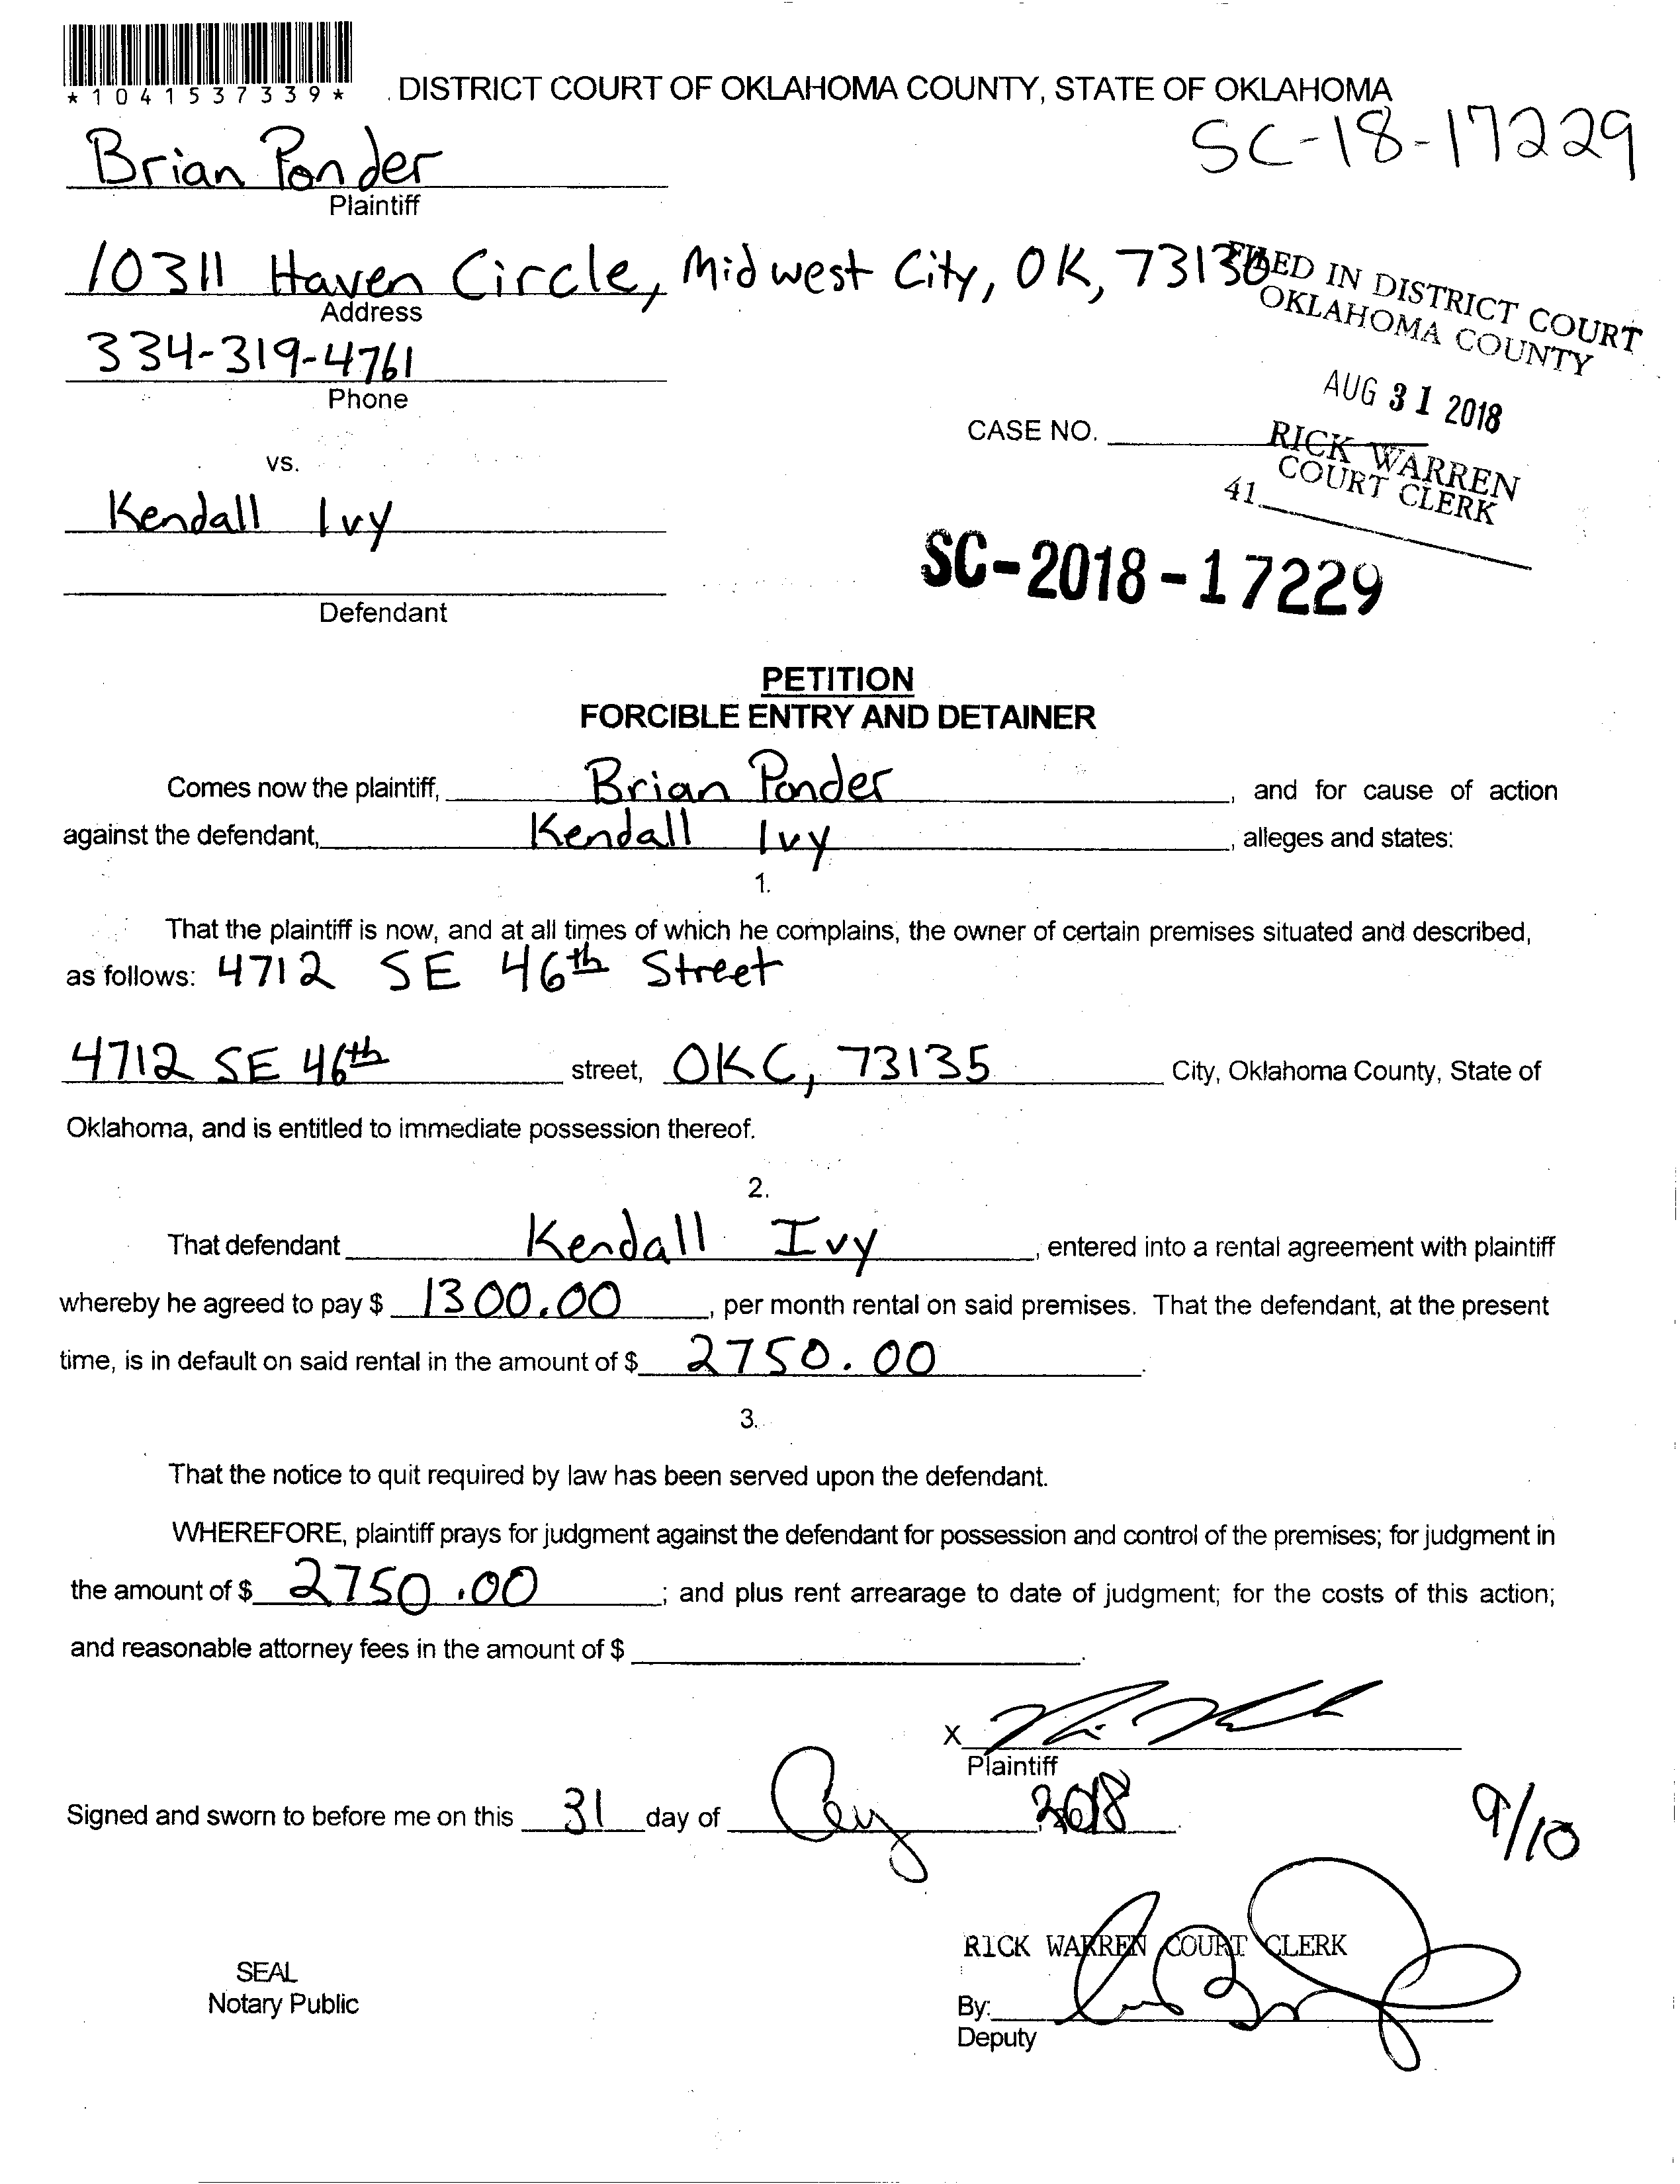 *1041537339*
DISTRICT COURT OF OKLAHOMA COUNTY, STATE OF OKLAHOMA
SC-18-17229
Brian Ponder
Plaintiff
10311 Haven Circle, Midwest City, OK, 73130
Address
FILED IN DISTRICT COURT
OKLAHOMA COUNTY
334-319-4761
Phone
AUG 31 2018
CASE NO.
RICK WARREN
COURT CLERK
41
vs.
Kendall Ivy
SC-2018-17229
Defendant
PETITION
FORCIBLE ENTRY AND DETAINER
Comes now the plaintiff, Brian Ponder, and for cause of action
against the defendant, Kendall Ivy, alleges and states:
1.
That the plaintiff is now, and at all times of which he complains, the owner of certain premises situated and described,
as follows: 4712 SE 46th Street
4712 SE 46th street, OKC, 73135 City, Oklahoma County, State of
Oklahoma, and is entitled to immediate possession thereof.
2.
That defendant Kendall Ivy, entered into a rental agreement with plaintiff
whereby he agreed to pay $ 1300.00, per month rental on said premises. That the defendant, at the present
time, is in default on said rental in the amount of $ 2750.00.
3.
That the notice to quit required by law has been served upon the defendant.
WHEREFORE, plaintiff prays for judgment against the defendant for possession and control of the premises; for judgment in
the amount of $ 2750.00; and plus rent arrearage to date of judgment; for the costs of this action;
and reasonable attorney fees in the amount of $.
X
Plaintiff
Signed and sworn to before me on this 31 day of , 2018.
9/10
RICK WARREN COURT CLERK
SEAL
Notary Public
By:
Deputy